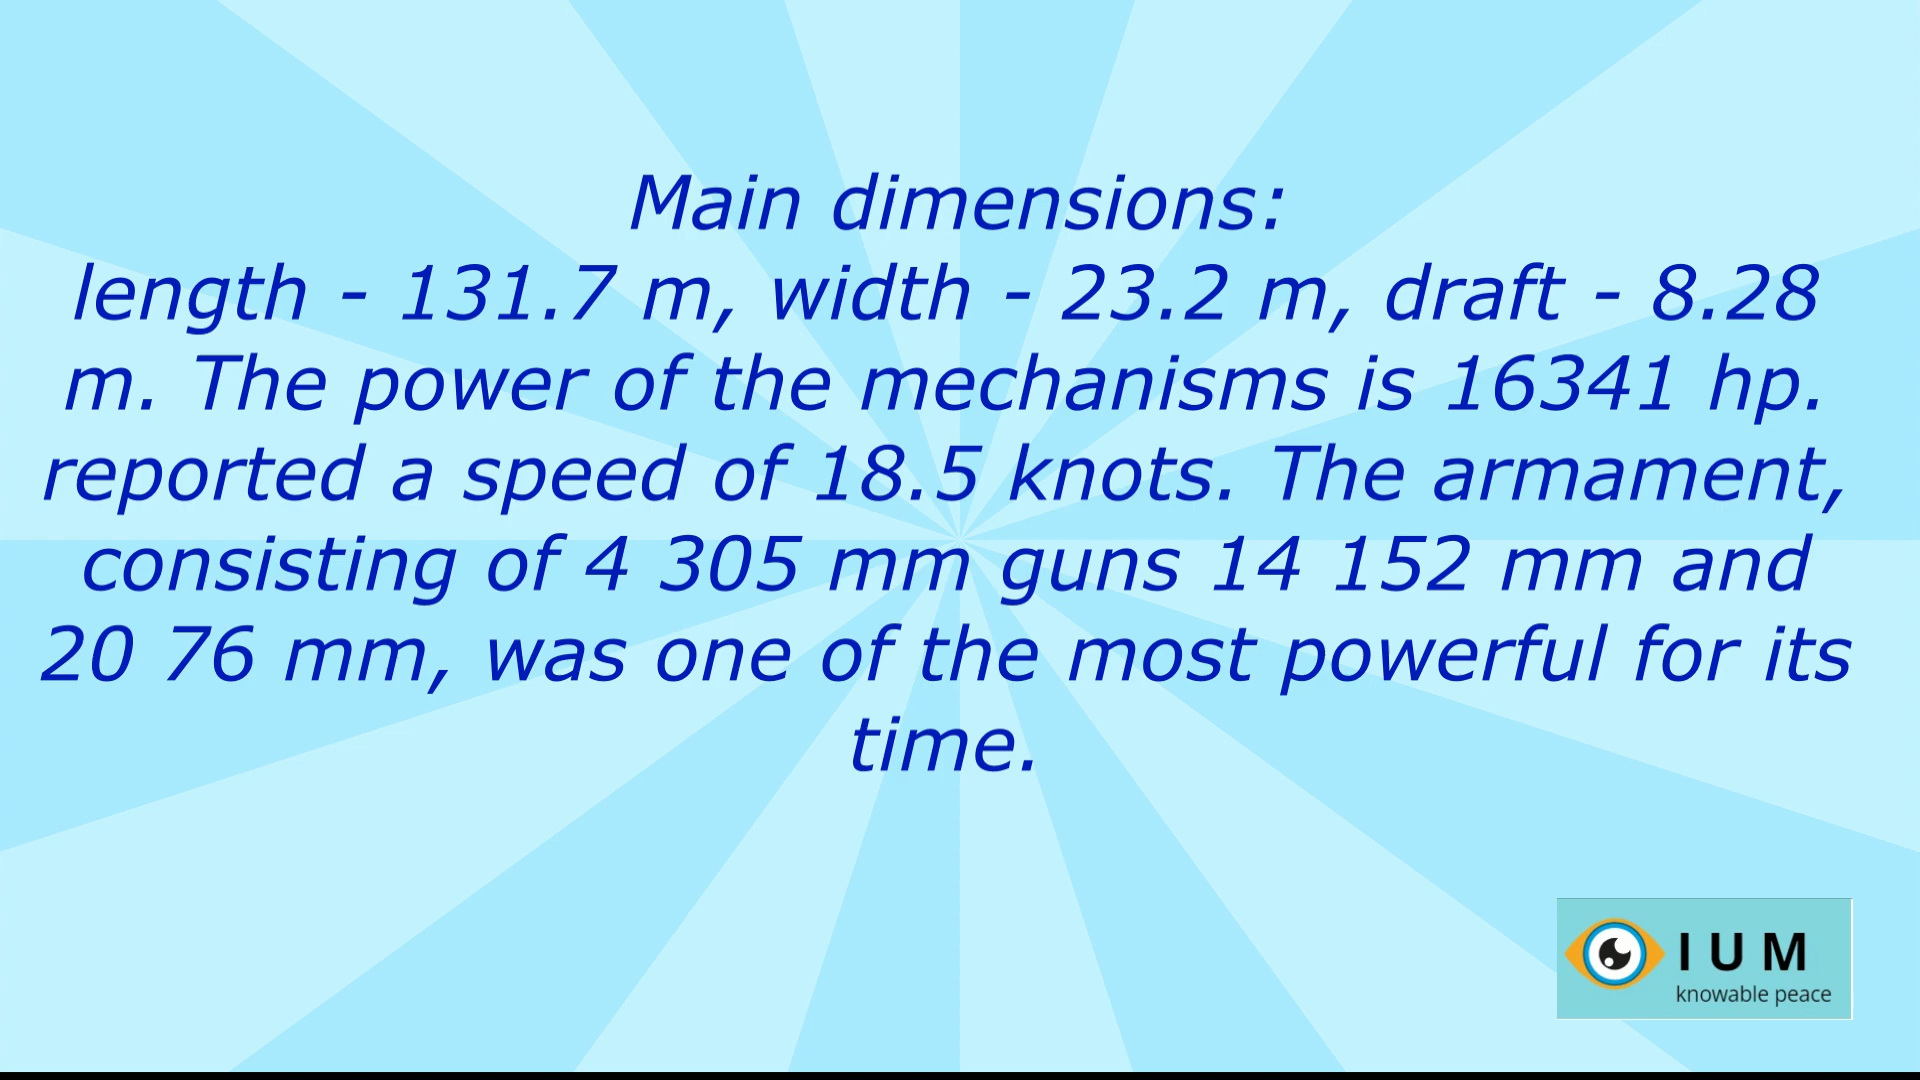 Main dimensions:
length - 131.7 m, width - 23.2 m, draft - 8.28
m. The power of the mechanisms is 16341 hp.
reported a speed of 18.5 knots. The armament,
consisting of 4 305 mm guns 14 152 mm and
20 76 mm, was one of the most powerful for its
time.
I U M
knowable peace